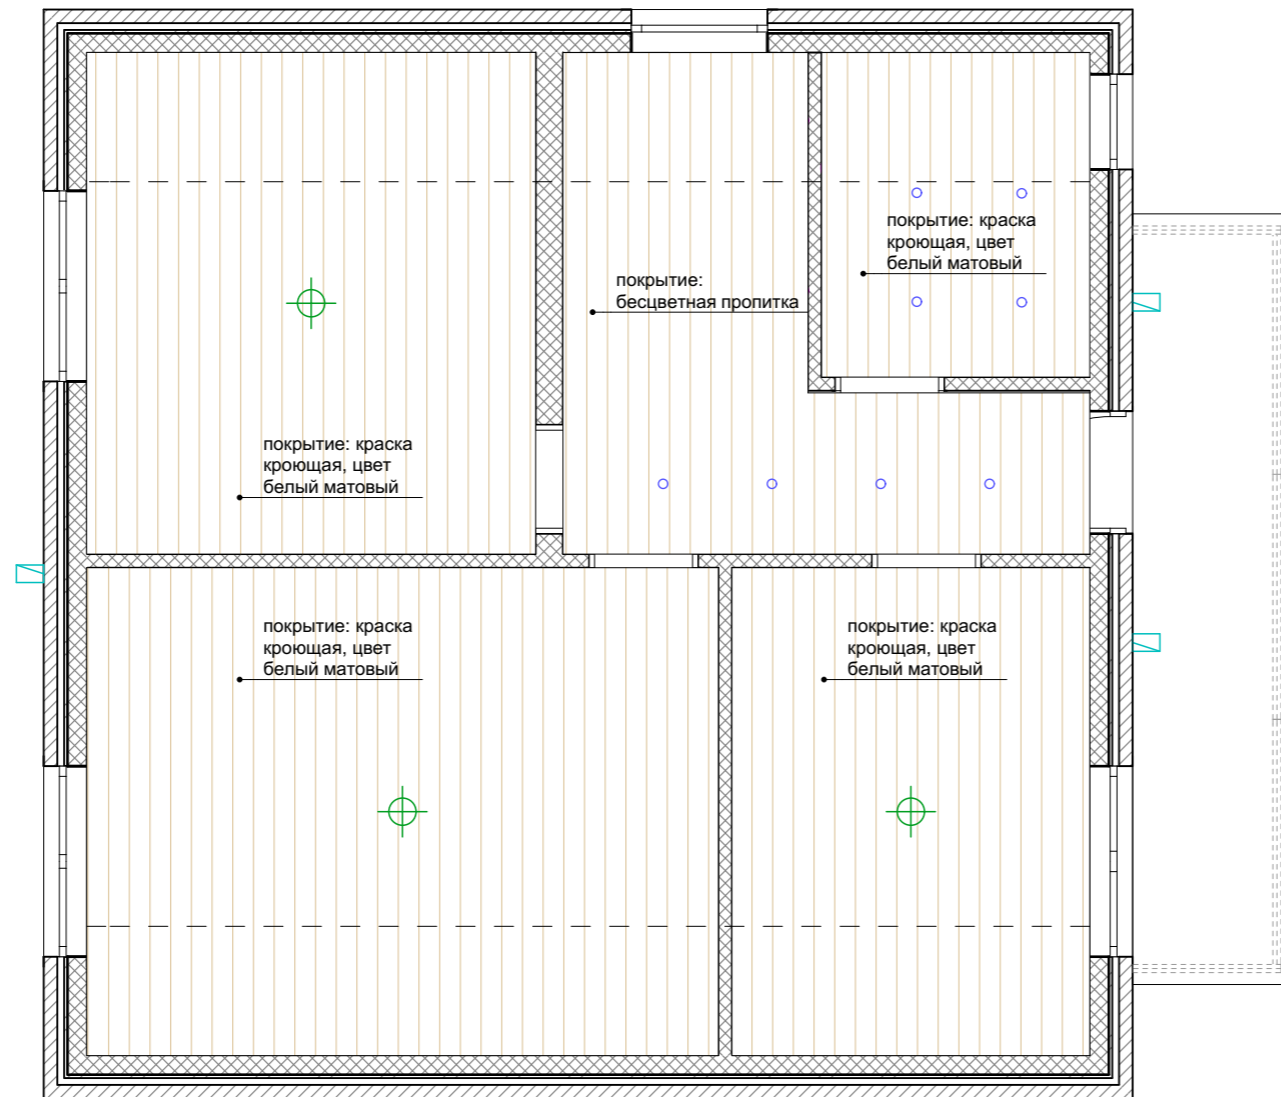 покрытие: краска
кроющая, цвет
белый матовый
покрытие:
бесцветная пропитка
покрытие: краска
кроющая, цвет
белый матовый
покрытие: краска
кроющая, цвет
белый матовый
покрытие: краска
кроющая, цвет
белый матовый